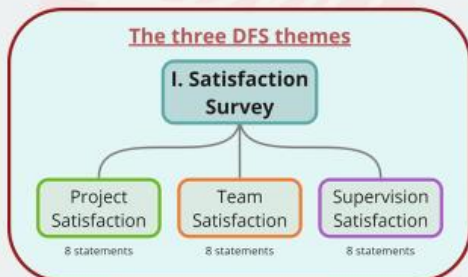 The three DFS themes
I. Satisfaction
Survey
Project
Satisfaction
Team
Satisfaction
Supervision
Satisfaction
8 statements
8 statements
8 statements